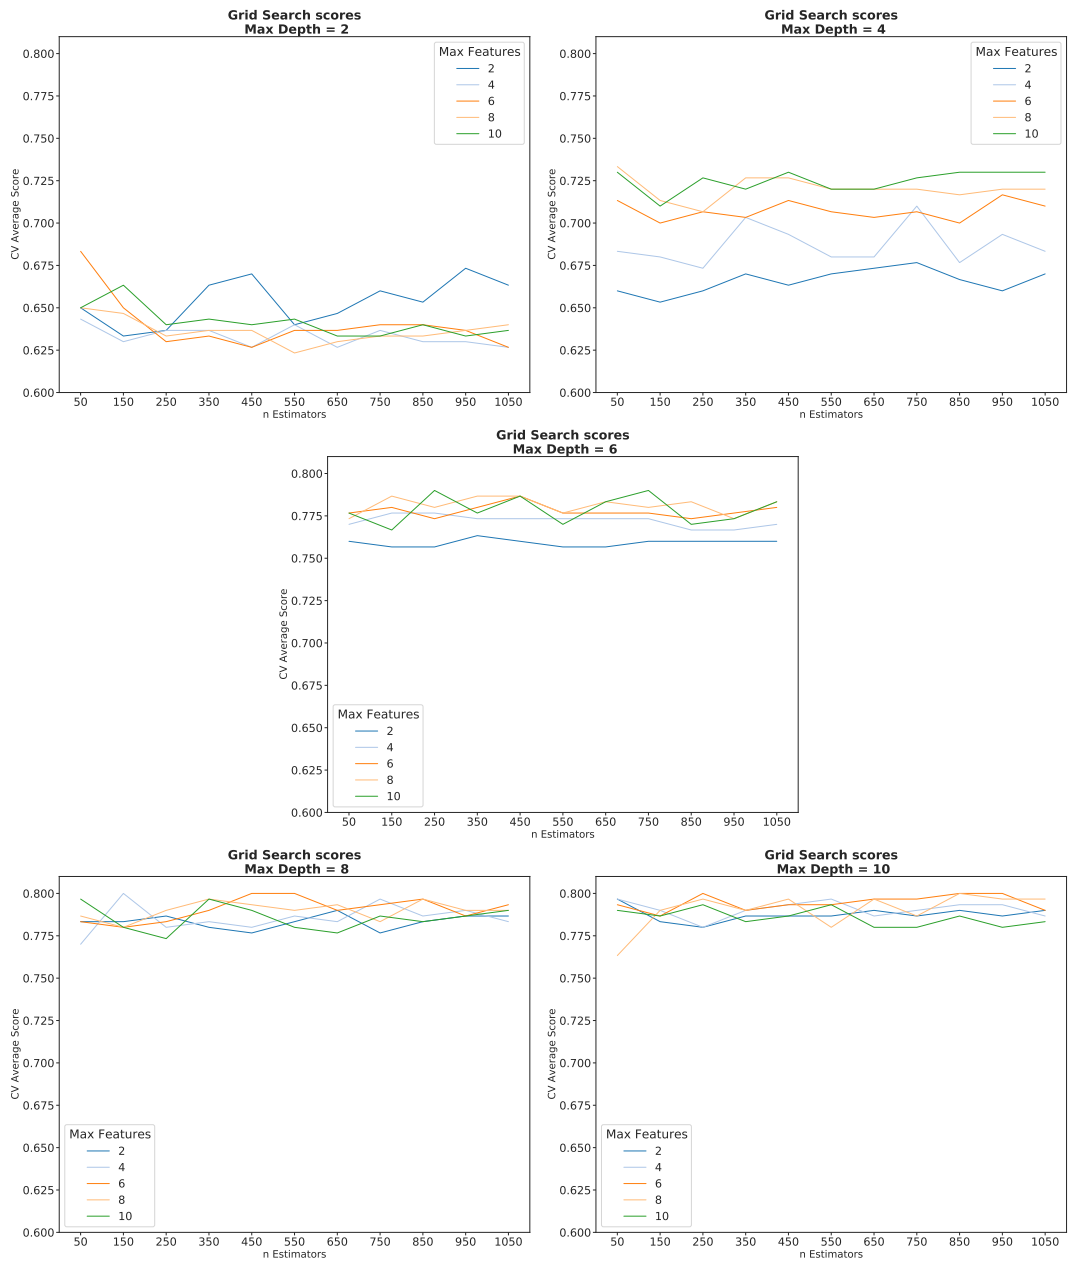 Grid Search scores
Max Depth = 2
CV Average Score
0.800
0.775
0.750
0.725
0.700
0.675
0.650
0.625
0.600
Max Features
2
4
6
8
10
50 150 250 350 450 550 650 750 850 950 1050
n Estimators
Grid Search scores
Max Depth = 4
CV Average Score
0.800
0.775
0.750
0.725
0.700
0.675
0.650
0.625
0.600
Max Features
2
4
6
8
10
50 150 250 350 450 550 650 750 850 950 1050
n Estimators
Grid Search scores
Max Depth = 6
CV Average Score
0.800
0.775
0.750
0.725
0.700
0.675
0.650
0.625
0.600
Max Features
2
4
6
8
10
50 150 250 350 450 550 650 750 850 950 1050
n Estimators
Grid Search scores
Max Depth = 8
CV Average Score
0.800
0.775
0.750
0.725
0.700
0.675
0.650
0.625
0.600
Max Features
2
4
6
8
10
50 150 250 350 450 550 650 750 850 950 1050
n Estimators
Grid Search scores
Max Depth = 10
CV Average Score
0.800
0.775
0.750
0.725
0.700
0.675
0.650
0.625
0.600
Max Features
2
4
6
8
10
50 150 250 350 450 550 650 750 850 950 1050
n Estimators